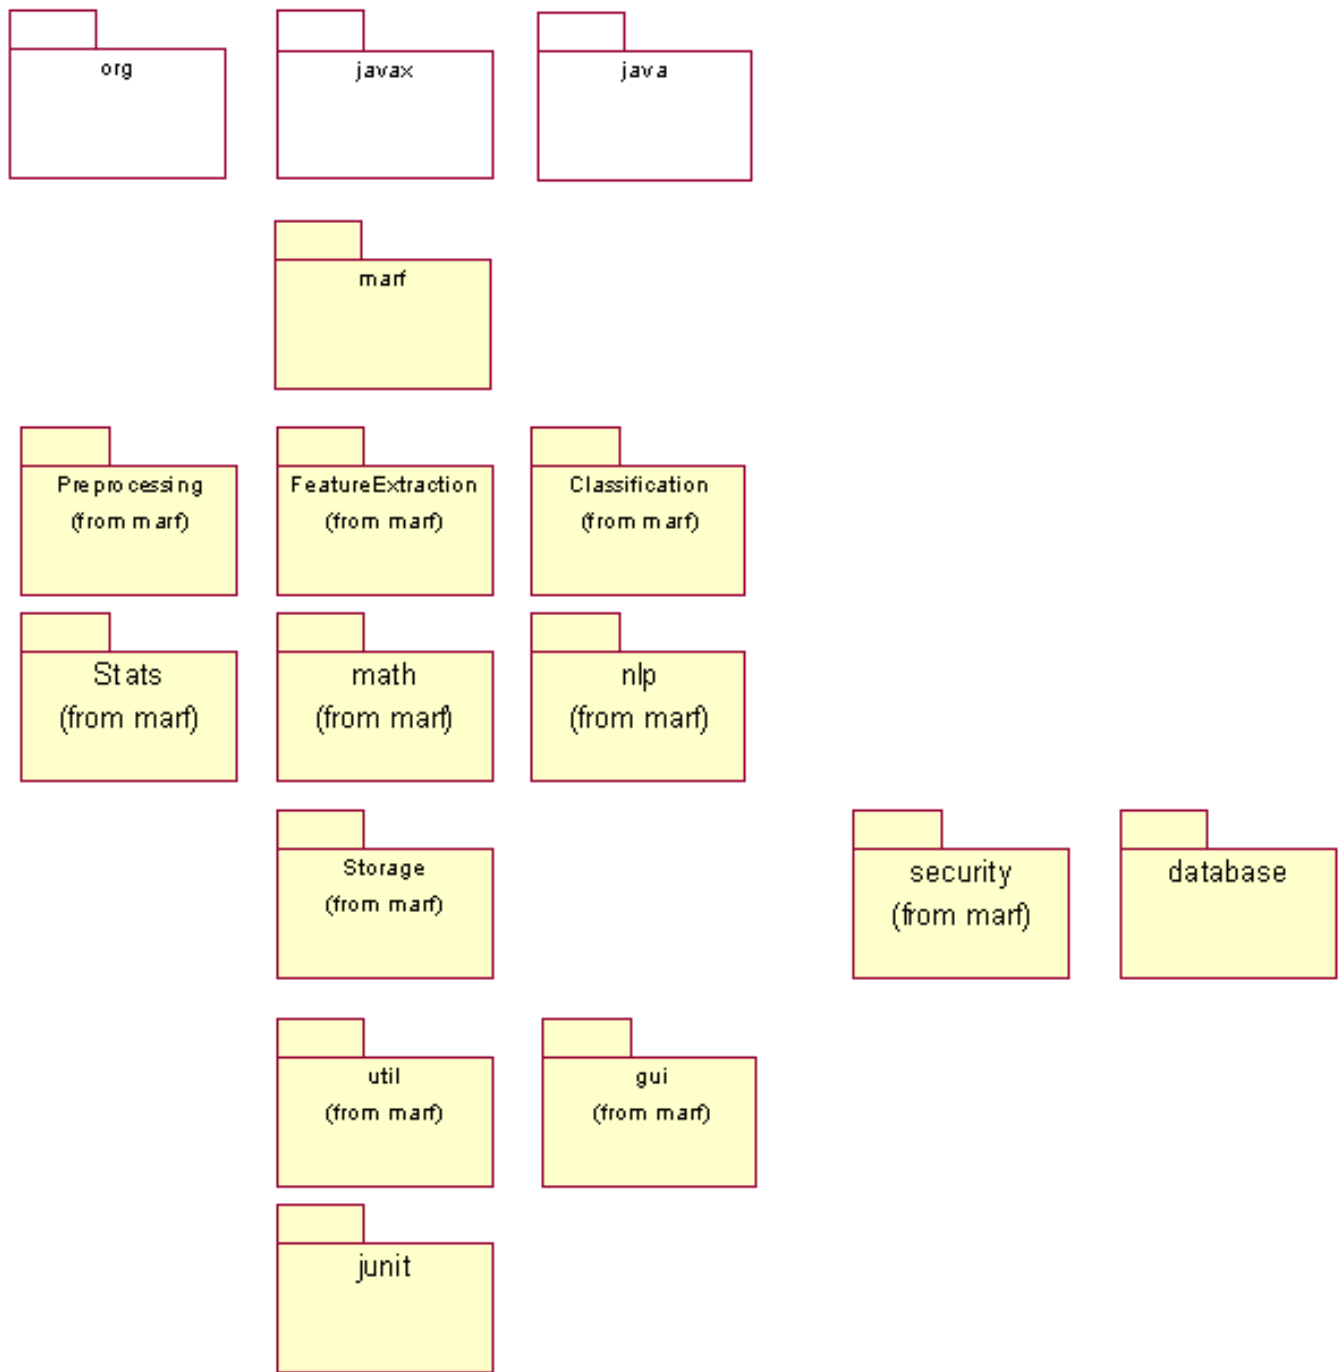 org
javax
java
marf
Preprocessing
(from marf)
FeatureExtraction
(from marf)
Classification
(from marf)
Stats
(from marf)
math
(from marf)
nlp
(from marf)
Storage
(from marf)
security
(from marf)
database
util
(from marf)
gui
(from marf)
junit